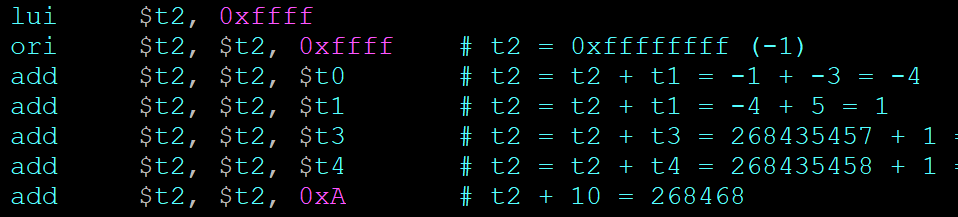 lui $t2, 0xffff
ori $t2, $t2, 0xffff # t2 = 0xffffffff (-1)
add $t2, $t2, $t0 # t2 = t2 + t1 = -1 + -3 = -4
add $t2, $t2, $t1 # t2 = t2 + t1 = -4 + 5 = 1
add $t2, $t2, $t3 # t2 = t2 + t3 = 268435457 + 1 =
add $t2, $t2, $t4 # t2 = t2 + t4 = 268435458 + 1 =
add $t2, $t2, 0xA # t2 + 10 = 268468